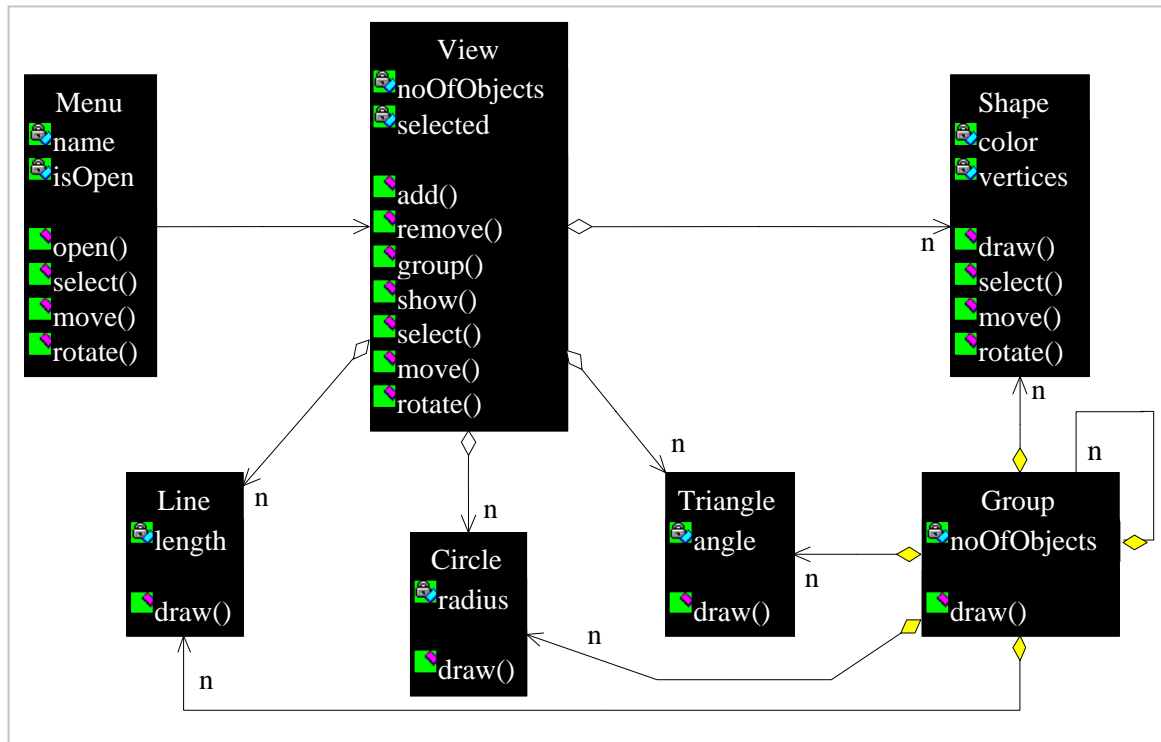 Menu
name
isOpen
open()
select()
move()
rotate()
View
noOfObjects
selected
add()
remove()
group()
show()
select()
move()
rotate()
Shape
color
vertices
draw()
select()
move()
rotate()
n
n
n
n
n
n
Line
length
draw()
n
Circle
radius
draw()
Triangle
angle
draw()
n
Group
noOfObjects
draw()
n
n